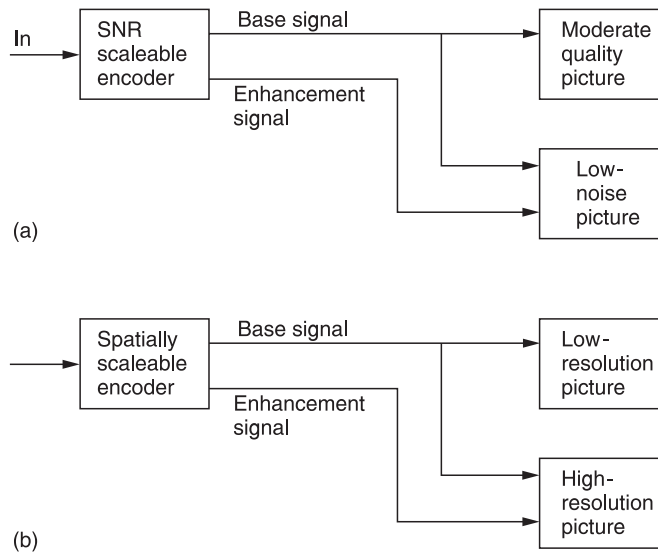 In
SNR
scaleable
encoder
Base signal
Enhancement
signal
Moderate
quality
picture
Low-
noise
picture
(a)
Spatially
scaleable
encoder
Base signal
Enhancement
signal
Low-
resolution
picture
High-
resolution
picture
(b)